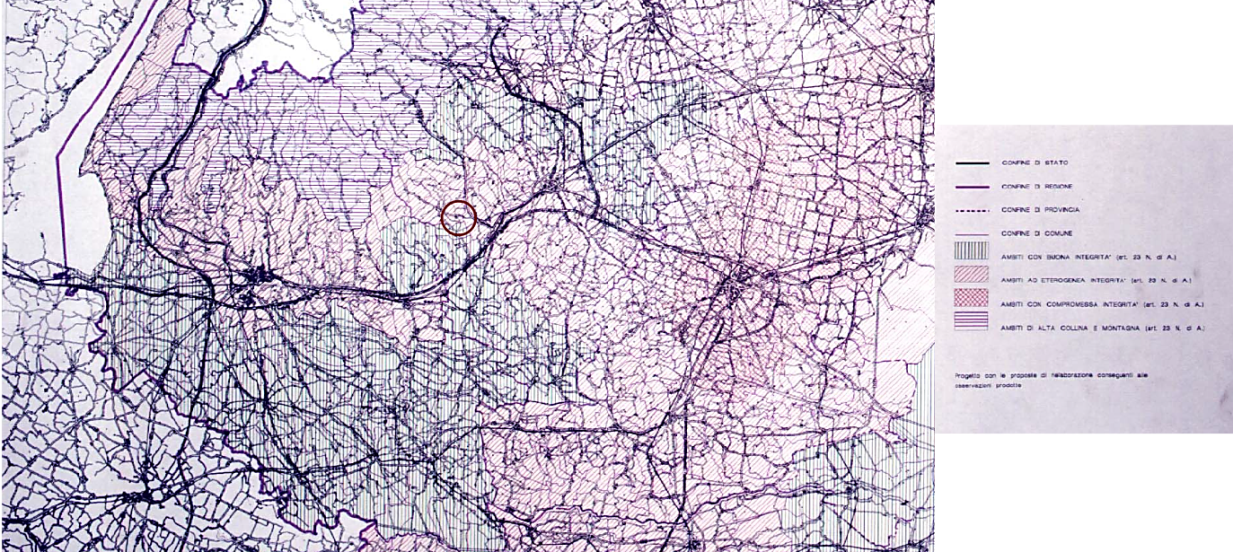 CONFINE DI STATO
CONFINE DI REGIONE
CONFINE DI PROVINCIA
CONFINE DI COMUNE
AMBITI CON BUONA INTEGRITA' (art. 23 N. di A.)
AMBITI AD ETEROGENEA INTEGRITA' (art. 23 N. di A.)
AMBITI CON COMPROMESSA INTEGRITA' (art. 23 N. di A.)
AMBITI DI ALTA COLLINA E MONTAGNA (art. 23 N. di A.)
Progetto con le proposte di rielaborazione conseguenti alle
osservazioni prodotte